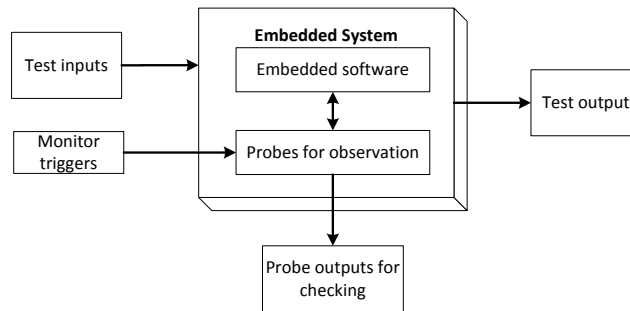 Embedded System
Test inputs
Embedded software
Test output
Monitor
triggers
Probes for observation
Probe outputs for
checking